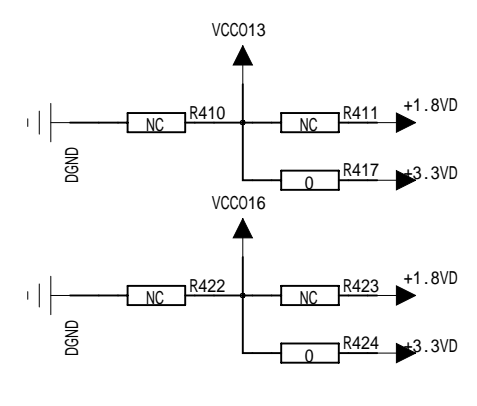 VCCO13
R410
R411
+1.8VD
NC
NC
DGND
R417
+3.3VD
0
VCCO16
R422
R423
+1.8VD
NC
NC
DGND
R424
+3.3VD
0